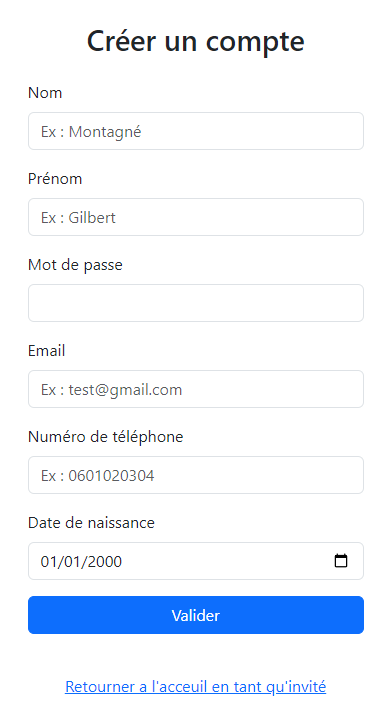 Créer un compte
Nom
Ex : Montagné
Prénom
Ex : Gilbert
Mot de passe
Email
Ex : test@gmail.com
Numéro de téléphone
Ex : 0601020304
Date de naissance
01/01/2000
Valider
Retourner a l'acceuil en tant qu'invité